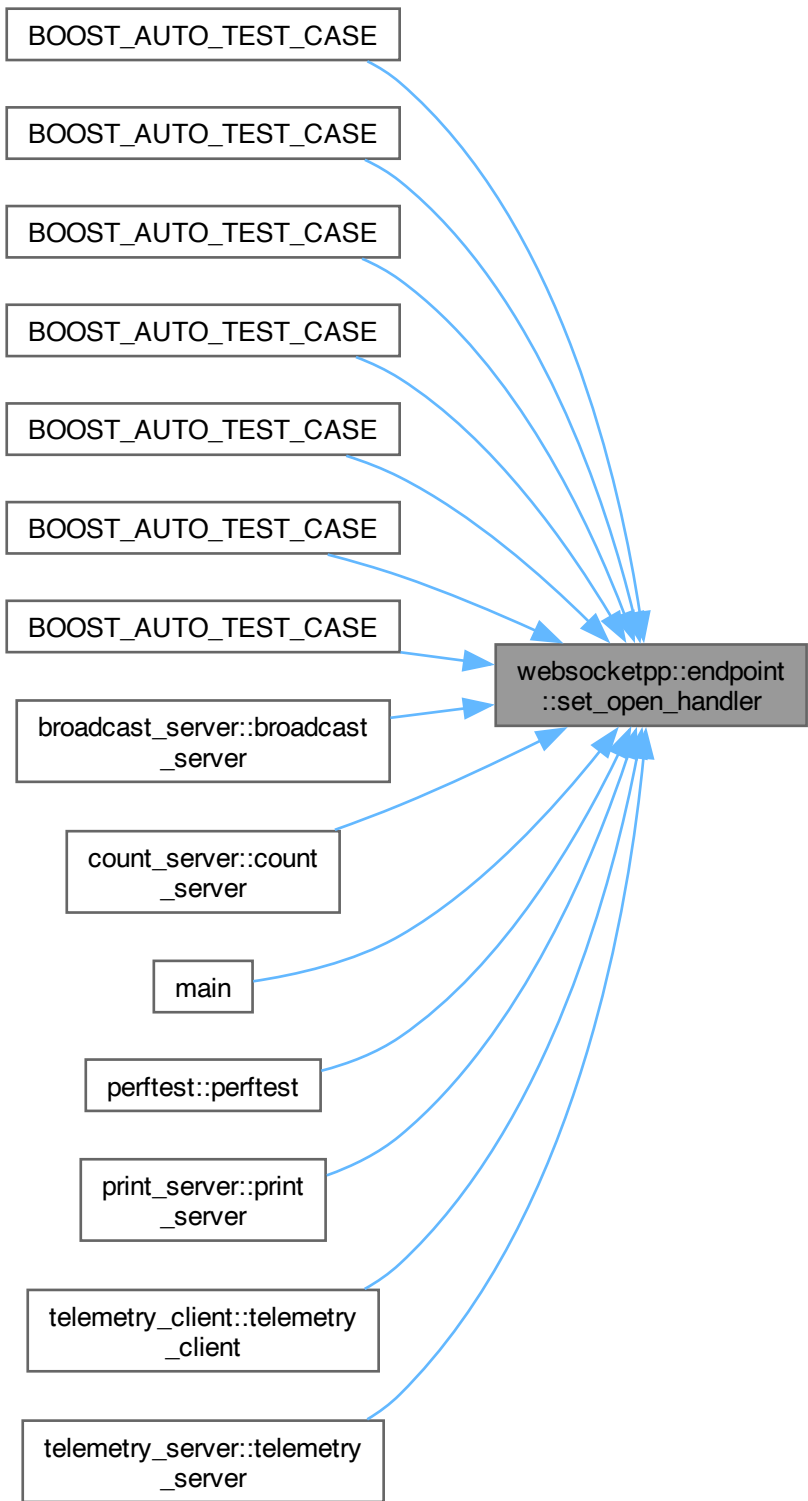 BOOST_AUTO_TEST_CASE
BOOST_AUTO_TEST_CASE
BOOST_AUTO_TEST_CASE
BOOST_AUTO_TEST_CASE
BOOST_AUTO_TEST_CASE
BOOST_AUTO_TEST_CASE
BOOST_AUTO_TEST_CASE
websocketpp::endpoint
::set_open_handler
broadcast_server::broadcast
_server
count_server::count
_server
main
perftest::perftest
print_server::print
_server
telemetry_client::telemetry
_client
telemetry_server::telemetry
_server